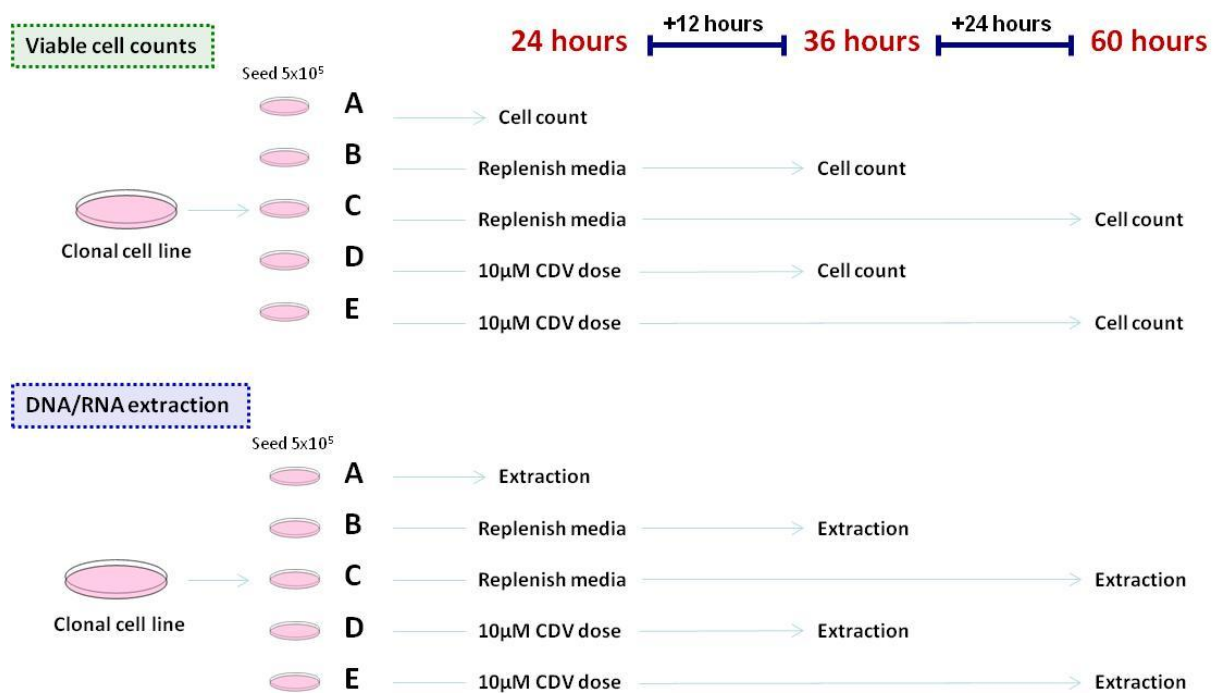 +12 hours
+24 hours
Viable cell counts
24 hours
36 hours
60 hours
Seed 5x10⁵
A
Cell count
B
Replenish media
Cell count
Clonal cell line
C
Replenish media
Cell count
D
10µM CDV dose
Cell count
E
10µM CDV dose
Cell count
DNA/RNA extraction
Seed 5x10⁵
A
Extraction
B
Replenish media
Extraction
Clonal cell line
C
Replenish media
Extraction
D
10µM CDV dose
Extraction
E
10µM CDV dose
Extraction